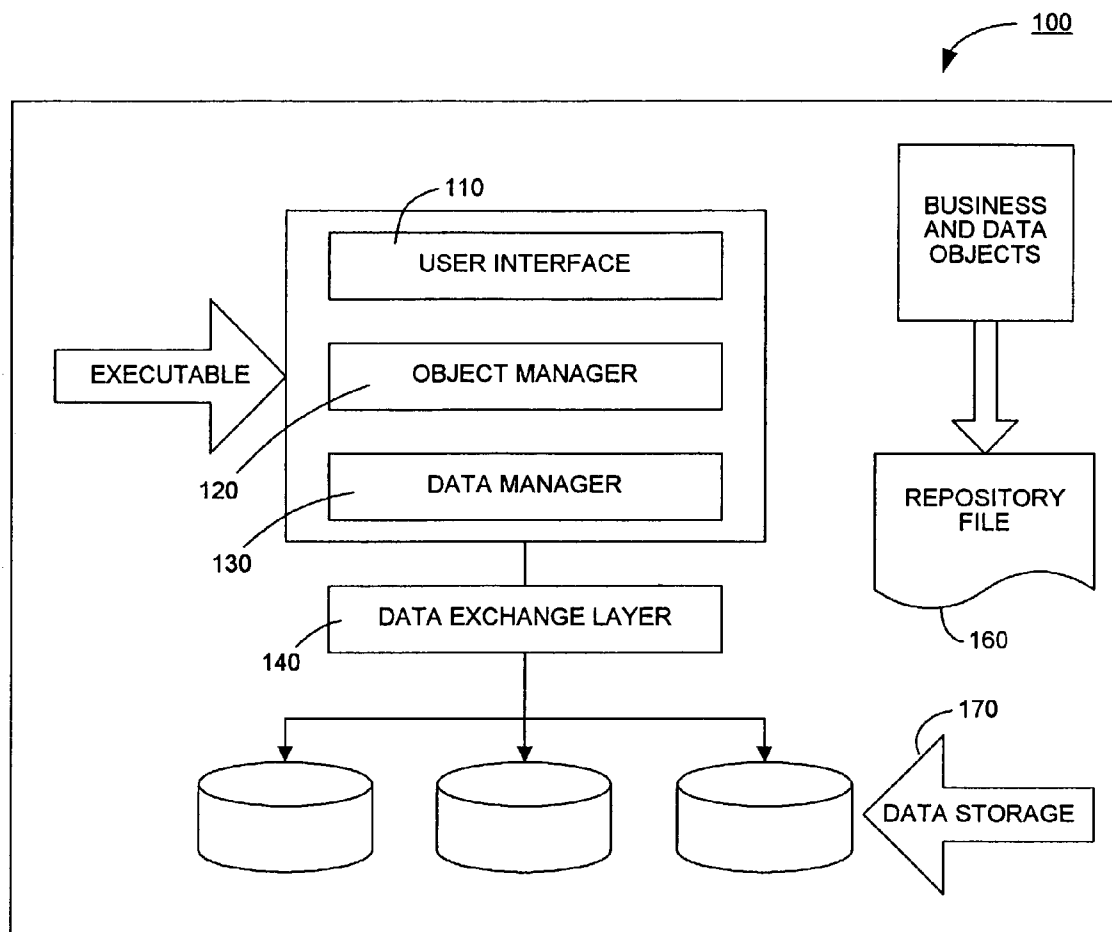 100
110
USER INTERFACE
BUSINESS
AND DATA
OBJECTS
EXECUTABLE
OBJECT MANAGER
120
DATA MANAGER
130
REPOSITORY
FILE
DATA EXCHANGE LAYER
140
160
170
DATA STORAGE